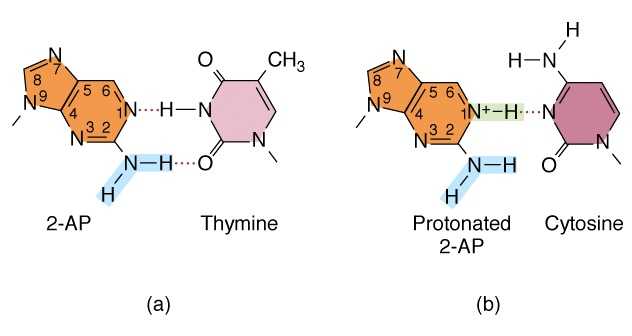 N
7
8
9
N
5
6
4
1
N
3
2
N
H
N
O
CH₃
N
O
N
H
H
2-AP
Thymine
(a)
N
7
8
9
N
5
6
4
1
N
+
H
3
2
N
N
H
H
H
N
H
N
O
N
Protonated
2-AP
Cytosine
(b)